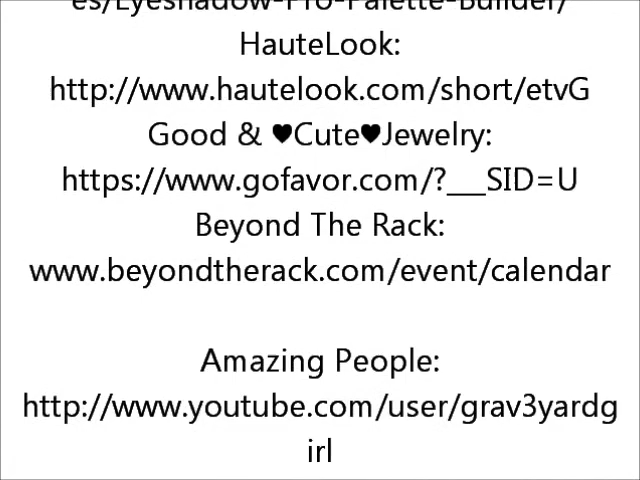 es/Eyeshadow-Pro-Palette-Builder/
HauteLook:
http://www.hautelook.com/short/etvG
Good & ♥Cute♥Jewelry:
https://www.gofavor.com/?___SID=U
Beyond The Rack:
www.beyondtherack.com/event/calendar
Amazing People:
http://www.youtube.com/user/grav3yardg
irl